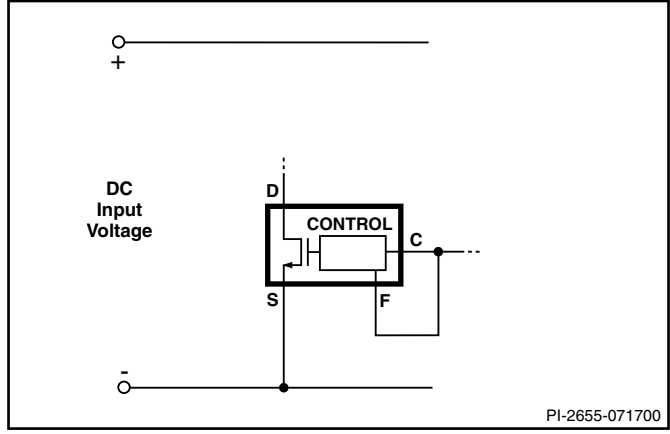 +
D
DC
Input
Voltage
CONTROL
C
S
F
-
PI-2655-071700